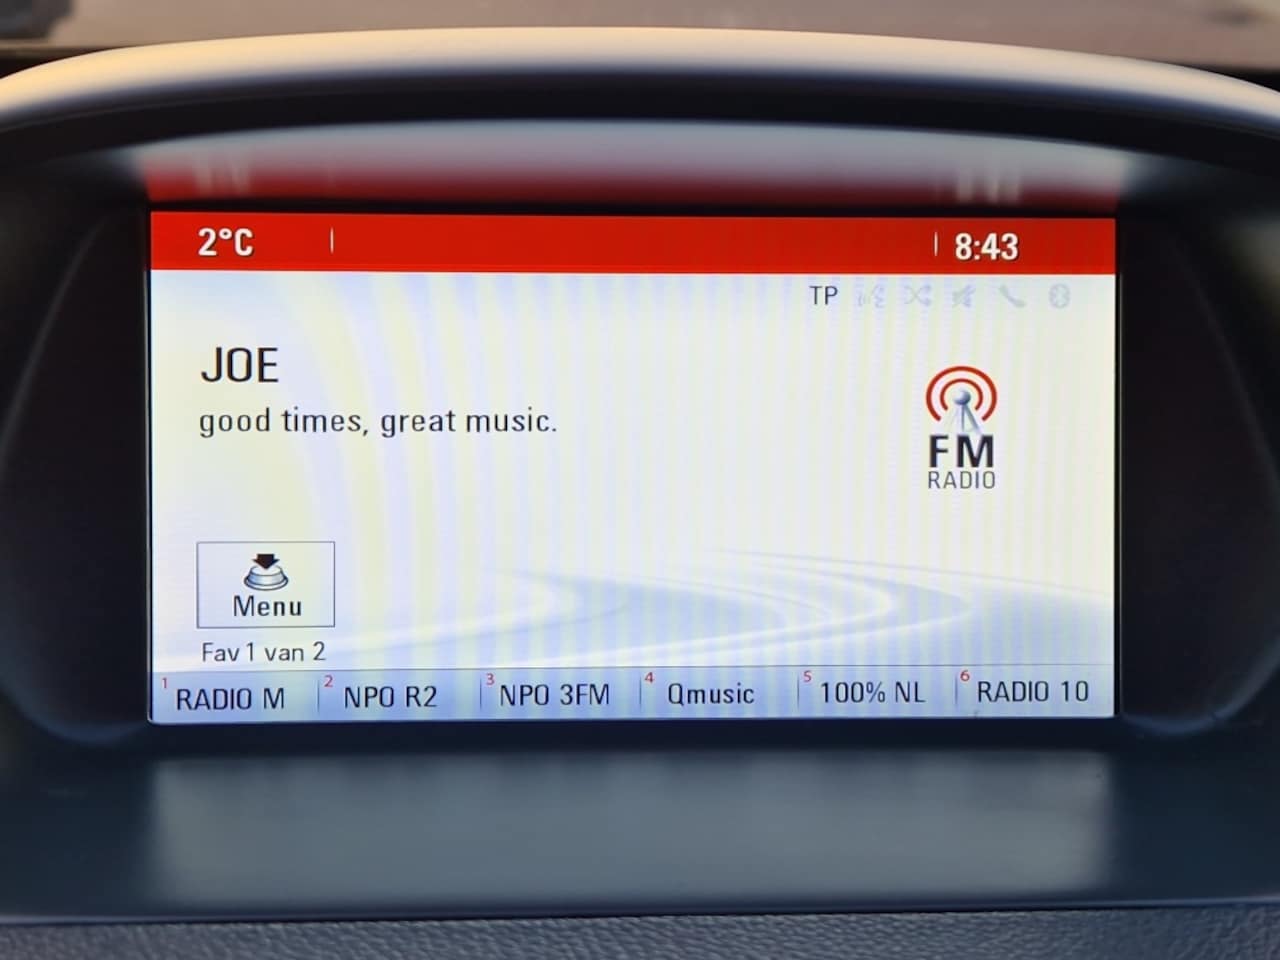 2°C 8:43
TP
JOE
good times, great music.
FM
RADIO
Menu
Fav 1 van 2
1 RADIO M 2 NPO R2 3 NPO 3FM 4 Qmusic 5 100% NL 6 RADIO 10